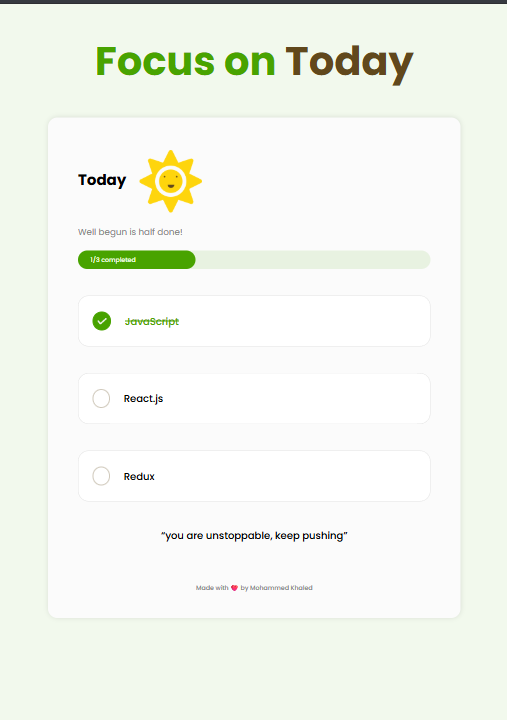 Focus on Today
Today
Well begun is half done!
1/3 completed
JavaScript
React.js
Redux
“you are unstoppable, keep pushing”
Made with 💖 by Mohammed Khaled